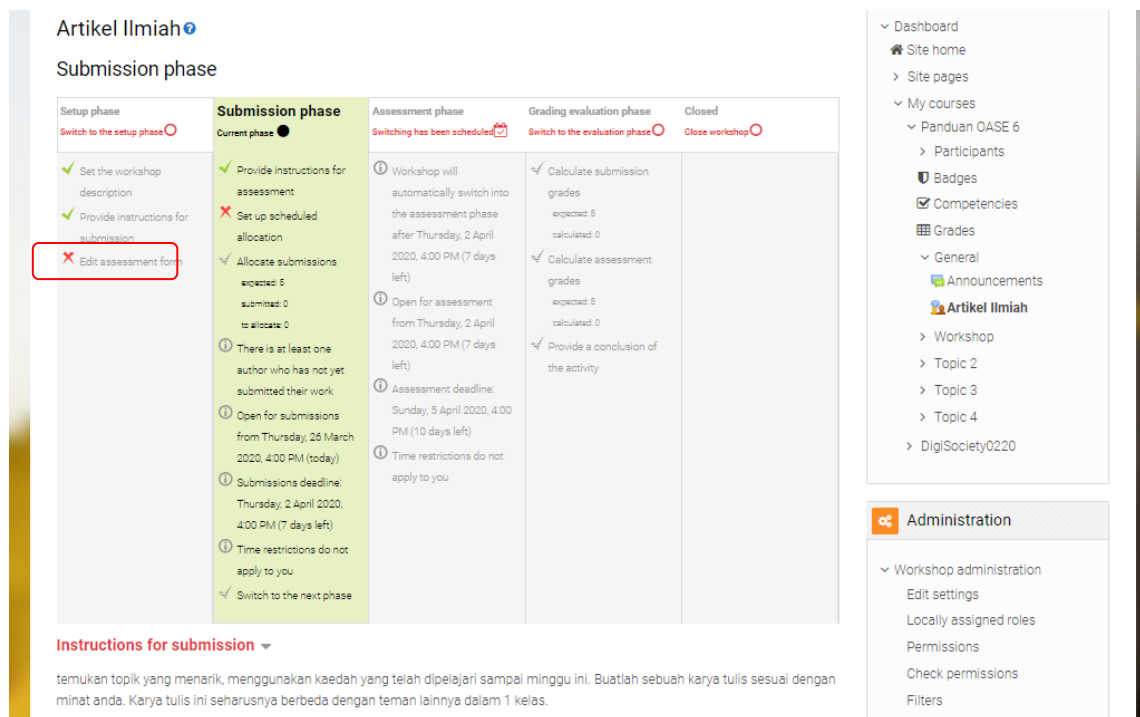 Artikel Ilmiah
Submission phase
Setup phase
Switch to the setup phase
Set the workshop
description
Provide instructions for
submission
Edit assessment form
Submission phase
Current phase
Provide instructions for
assessment
Set up scheduled
allocation
Allocate submissions
expected: 5
submitted: 0
to allocate: 0
There is at least one
author who has not yet
submitted their work
Open for submissions
from Thursday, 26 March
2020, 4:00 PM (today)
Submissions deadline:
Thursday, 2 April 2020,
4:00 PM (7 days left)
Time restrictions do not
apply to you
Switch to the next phase
Assessment phase
Switching has been scheduled
Workshop will
automatically switch into
the assessment phase
after Thursday, 2 April
2020, 4:00 PM (7 days
left)
Open for assessment
from Thursday, 2 April
2020, 4:00 PM (7 days
left)
Assessment deadline:
Sunday, 5 April 2020, 4:00
PM (10 days left)
Time restrictions do not
apply to you
Grading evaluation phase
Switch to the evaluation phase
Calculate submission
grades
expected: 5
calculated: 0
Calculate assessment
grades
expected: 5
calculated: 0
Provide a conclusion of
the activity
Closed
Close workshop
Instructions for submission
temukan topik yang menarik, menggunakan kaedah yang telah dipelajari sampai minggu ini. Buatlah sebuah karya tulis sesuai dengan
minat anda. Karya tulis ini seharusnya berbeda dengan teman lainnya dalam 1 kelas.
Dashboard
Site home
Site pages
My courses
Panduan OASE 6
Participants
Badges
Competencies
Grades
General
Announcements
Artikel Ilmiah
Workshop
Topic 2
Topic 3
Topic 4
DigiSociety0220
Administration
Workshop administration
Edit settings
Locally assigned roles
Permissions
Check permissions
Filters